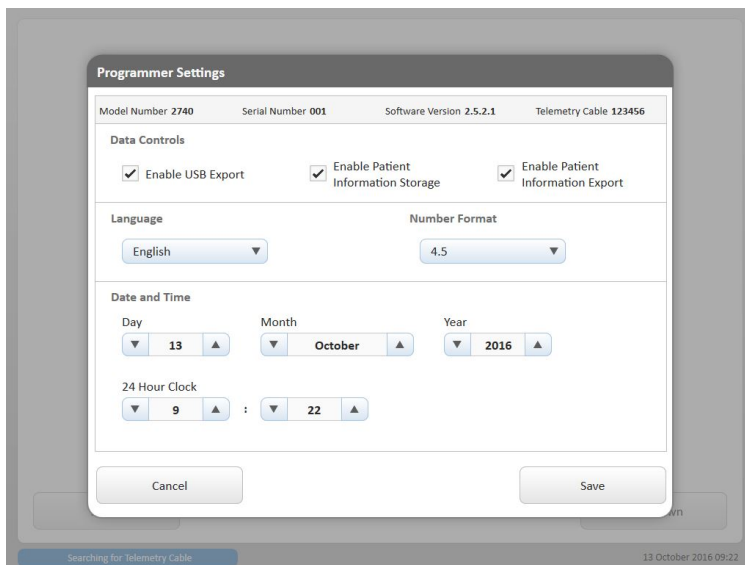 Programmer Settings
Model Number 2740 Serial Number 001 Software Version 2.5.2.1 Telemetry Cable 123456
Data Controls
Enable USB Export
Enable Patient
Information Storage
Enable Patient
Information Export
Language Number Format
English 4.5
Date and Time
Day Month Year
13 October 2016
24 Hour Clock
9 : 22
Cancel Save
Searching for Telemetry Cable 13 October 2016 09:22